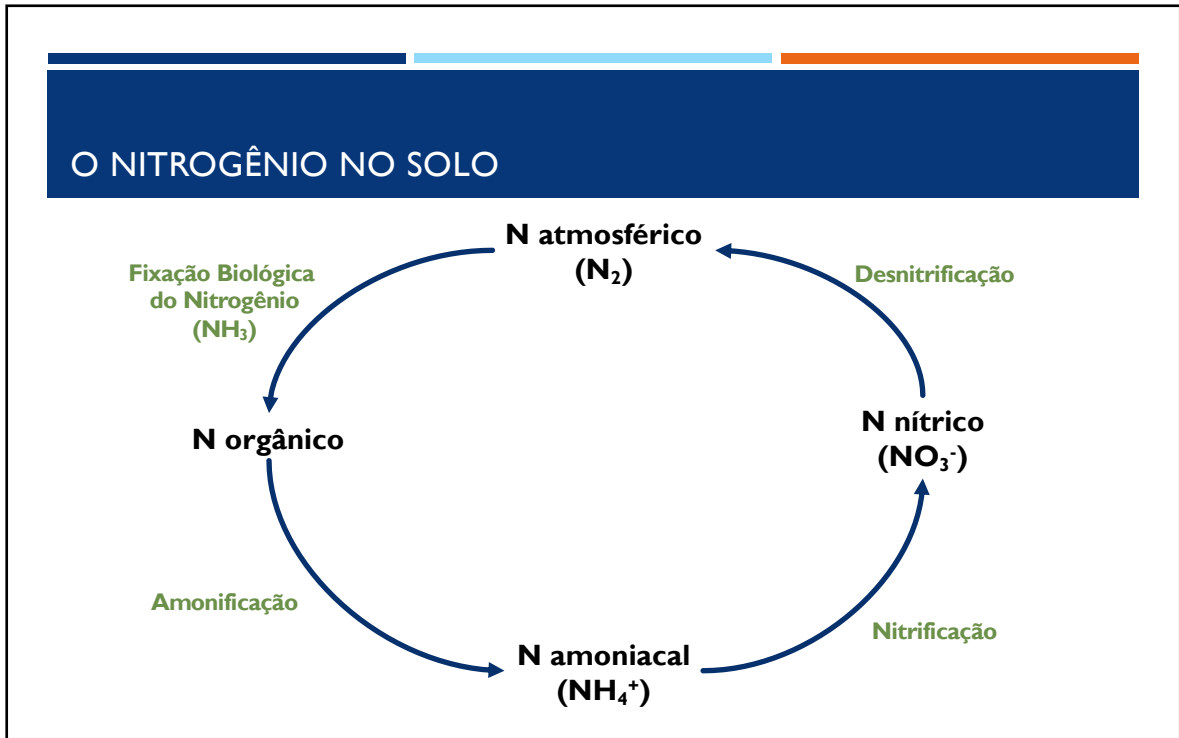 O NITROGÊNIO NO SOLO
N atmosférico
(N₂)
Fixação Biológica
do Nitrogênio
(NH₃)
Desnitrificação
N orgânico
N nítrico
(NO₃⁻)
Amonificação
Nitrificação
N amoniacal
(NH₄⁺)